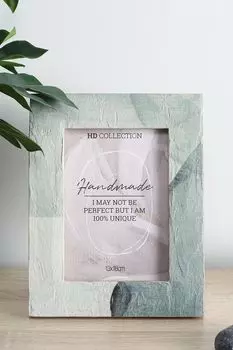 HD COLLECTION
Handmade
I MAY NOT BE
PERFECT BUT I AM
100% UNIQUE
13x18cm